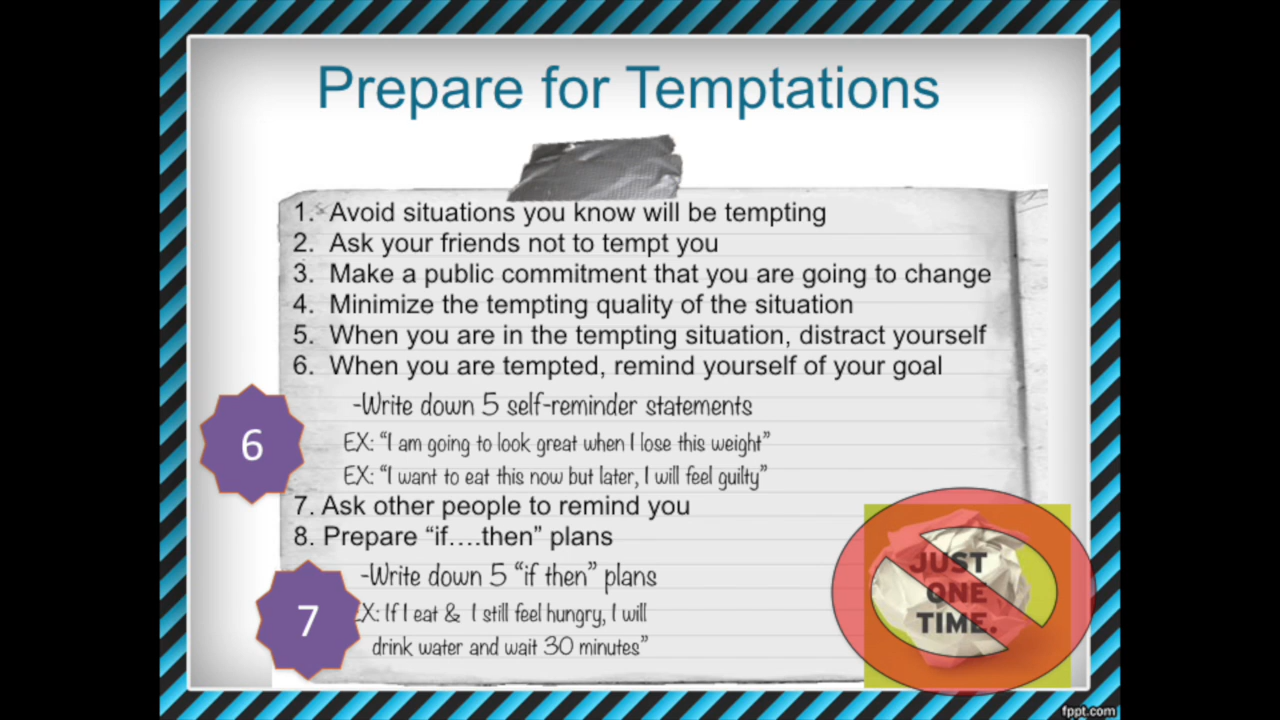 Prepare for Temptations
1. Avoid situations you know will be tempting
2. Ask your friends not to tempt you
3. Make a public commitment that you are going to change
4. Minimize the tempting quality of the situation
5. When you are in the tempting situation, distract yourself
6. When you are tempted, remind yourself of your goal
-Write down 5 self-reminder statements
6
EX: “I am going to look great when I lose this weight”
EX: “I want to eat this now but later, I will feel guilty”
7. Ask other people to remind you
8. Prepare “if….then” plans
-Write down 5 “if then” plans
7
X: If I eat & I still feel hungry, I will
drink water and wait 30 minutes”
JUST
ONE
TIME.
fppt.com